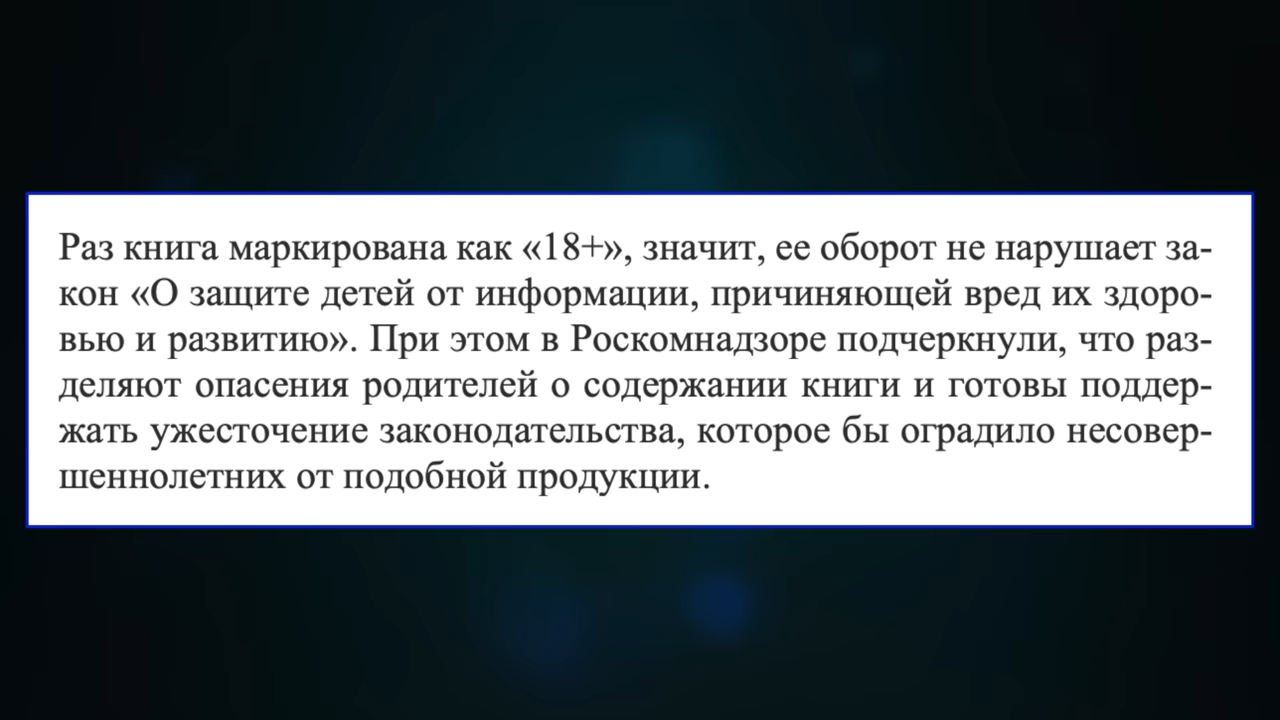 Раз книга маркирована как «18+», значит, ее оборот не нарушает за-
кон «О защите детей от информации, причиняющей вред их здоро-
вью и развитию». При этом в Роскомнадзоре подчеркнули, что раз-
деляют опасения родителей о содержании книги и готовы поддер-
жать ужесточение законодательства, которое бы оградило несовер-
шеннолетних от подобной продукции.